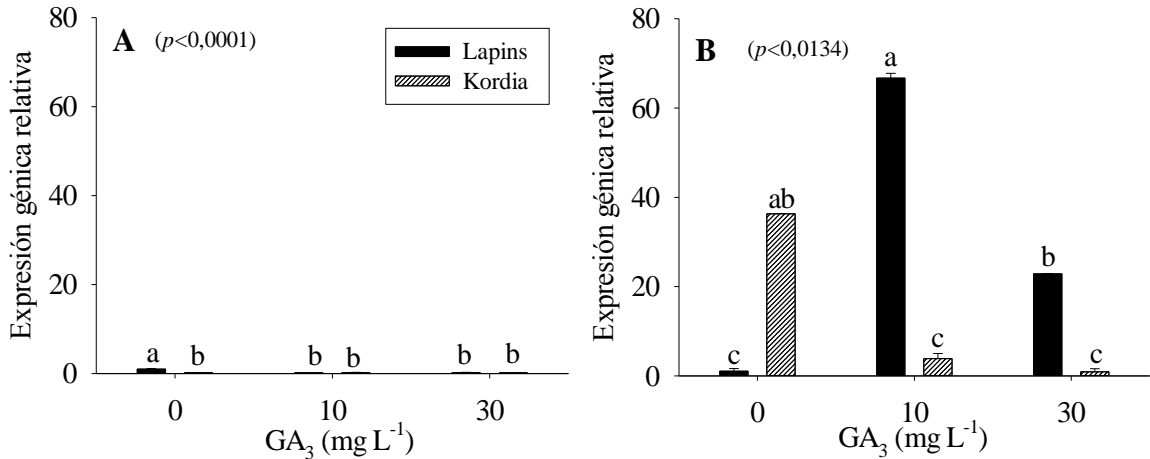 Expresión génica relativa
80
60
40
20
0
A (p<0,0001)
Lapins
Kordia
a b b b b b
0 10 30
GA3 (mg L-1)
Expresión génica relativa
80
60
40
20
0
B (p<0,0134)
a
ab
b
c c c
0 10 30
GA3 (mg L-1)